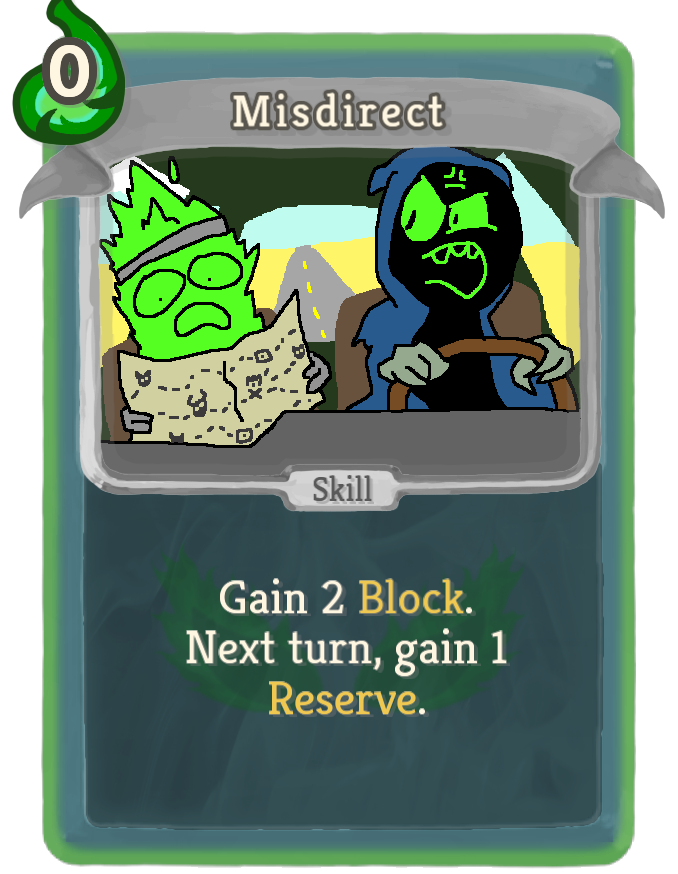 0
Misdirect
Skill
Gain 2 Block.
Next turn, gain 1
Reserve.